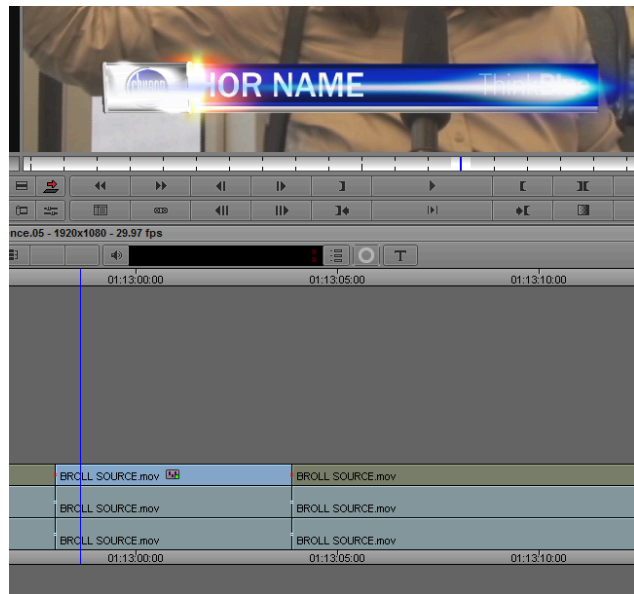 HOR NAME ThinkBlue
nce.05 - 1920x1080 - 29.97 fps
T
01:13:00:00 01:13:05:00 01:13:10:00
BROLL SOURCE.mov BROLL SOURCE.mov
BROLL SOURCE.mov BROLL SOURCE.mov
BROLL SOURCE.mov BROLL SOURCE.mov
01:13:00:00 01:13:05:00 01:13:10:00